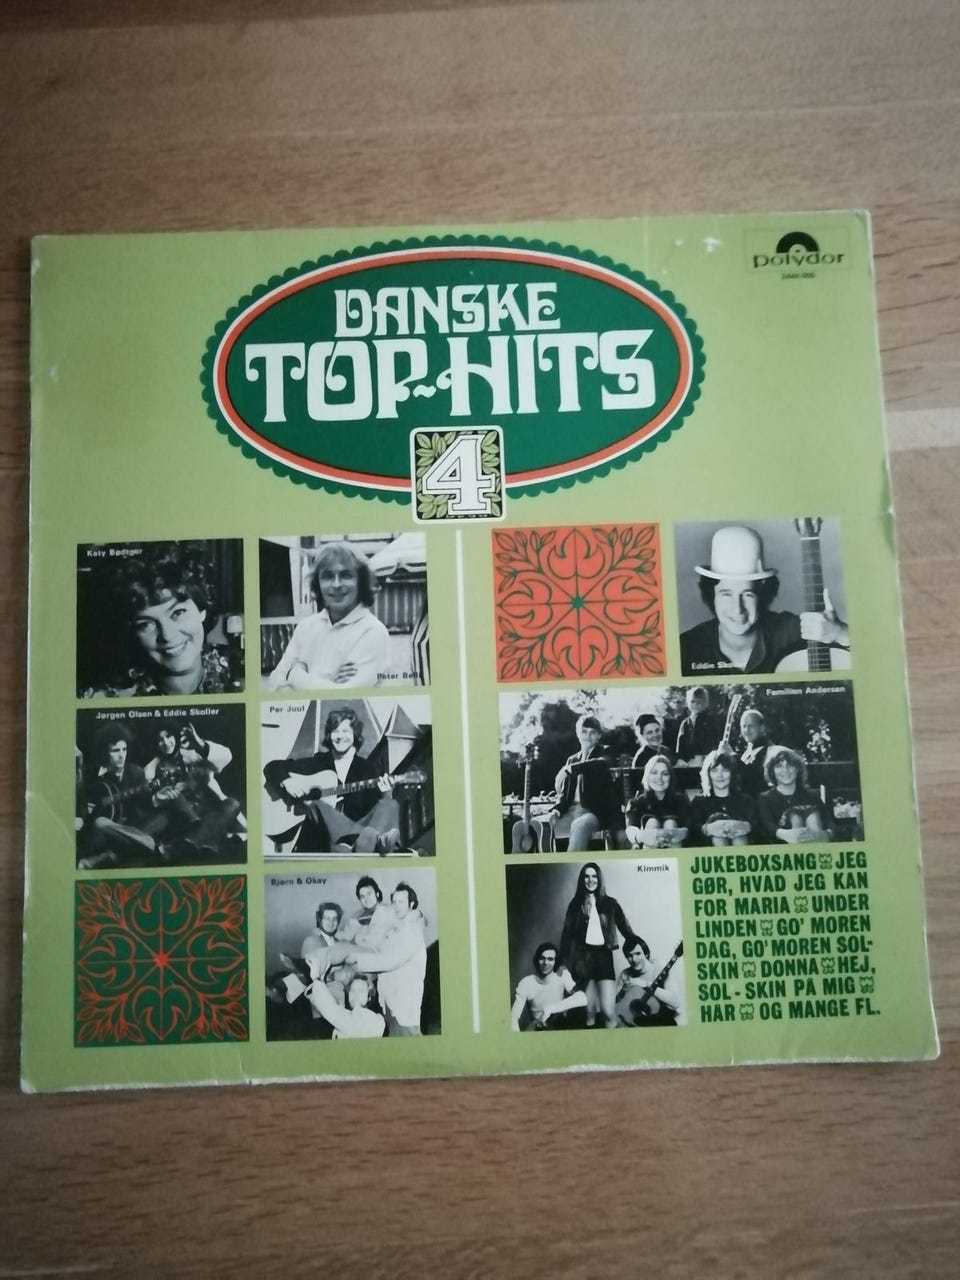 polydor
DANSKE
TOP-HITS
4
Katy Bødtger
Peter Bell
Jørgen Olsen & Eddie Skoller
Per Juul
Bjørn & Okay
Eddie Skoller
Familien Andersen
Kimmik
JUKEBOXSANG JEG
GØR, HVAD JEG KAN
FOR MARIA UNDER
LINDEN GO' MOREN
DAG, GO' MOREN SOL-
SKIN DONNA HEJ,
SOL-SKIN PÅ MIG
HAR OG MANGE FL.